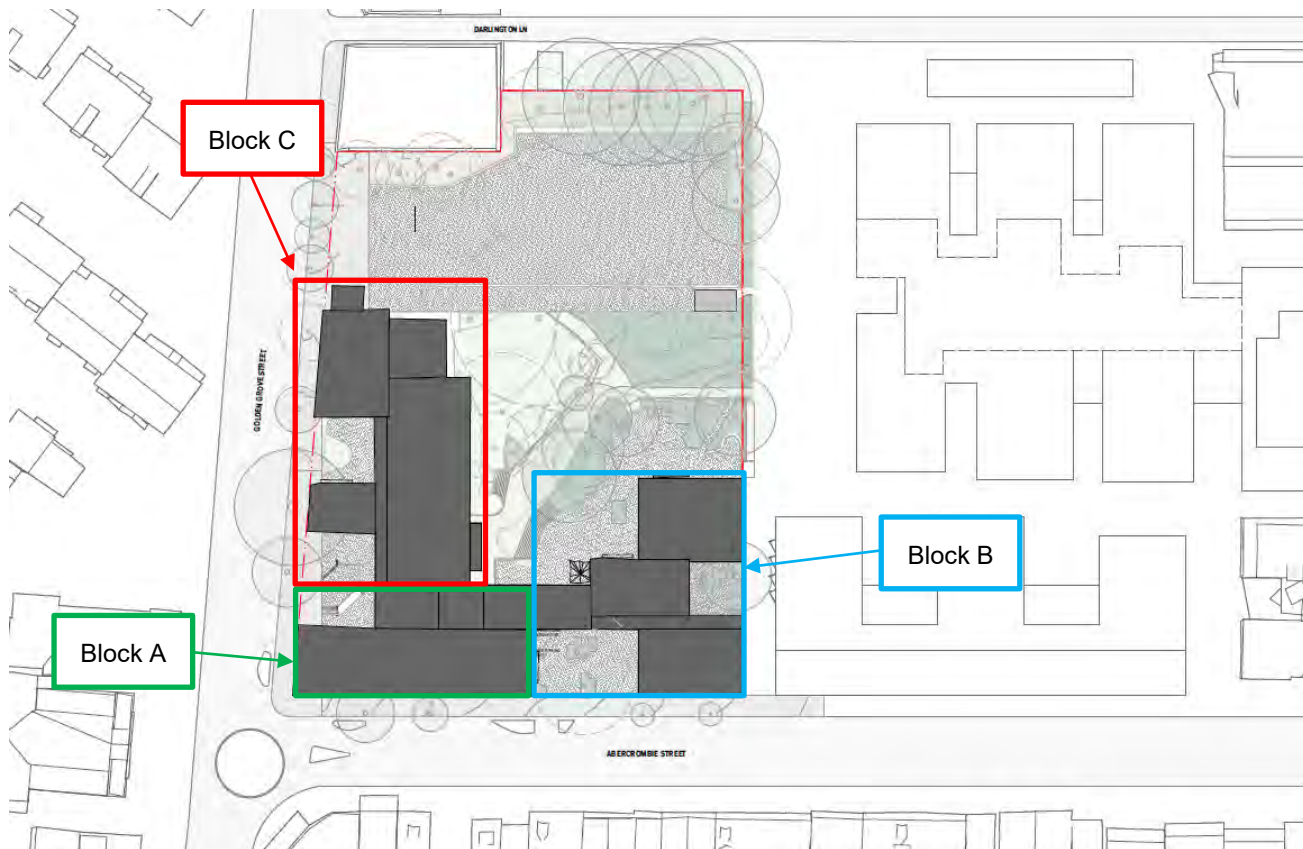 DARLINGTON LN
Block C
GOLDEN GROVE STREET
Block B
Block A
ABERCROMBIE STREET